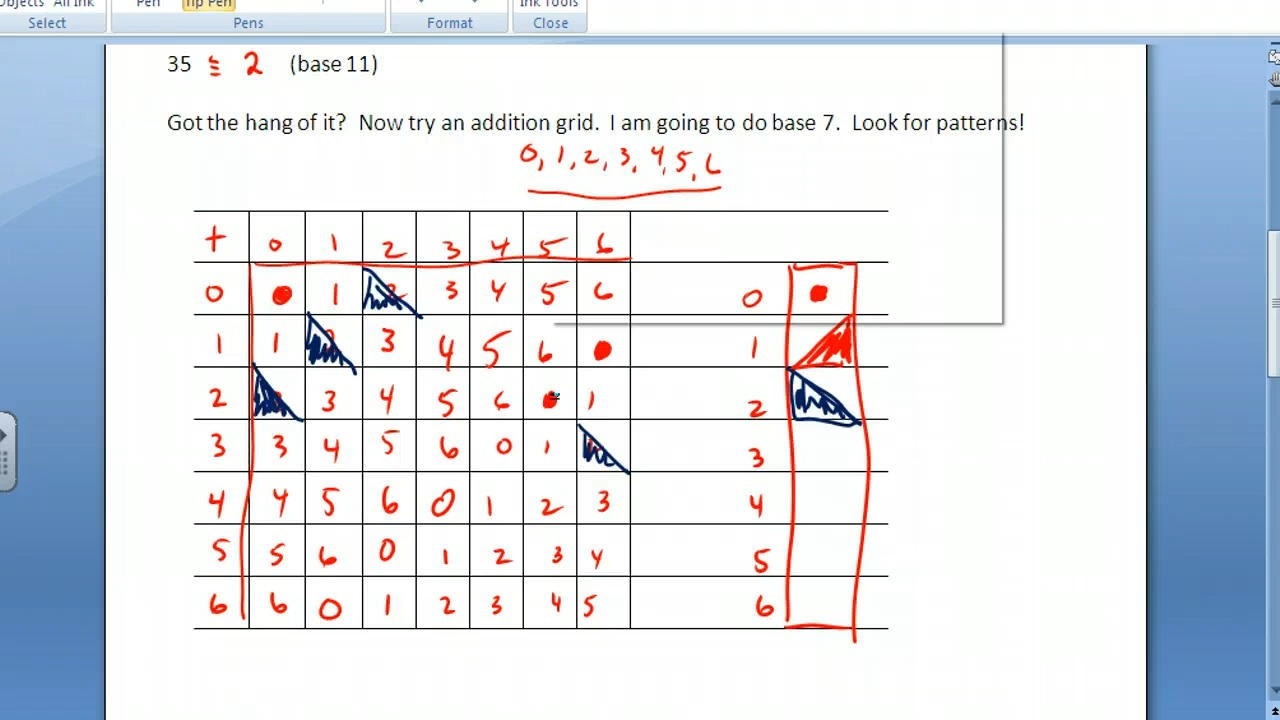 Objects All Ink Pen Tip Pen Ink Tools
Select Pens Format Close
35 ≡ 2 (base 11)
Got the hang of it? Now try an addition grid. I am going to do base 7. Look for patterns!
0, 1, 2, 3, 4, 5, 6
+ 0 1 2 3 4 5 6
0 1 3 4 5 6 0
1 1 3 4 5 6 1
2 3 4 5 6 1 2
3 3 4 5 6 0 1 3
4 4 5 6 0 1 2 3 4
5 5 6 0 1 2 3 4 5
6 6 0 1 2 3 4 5 6